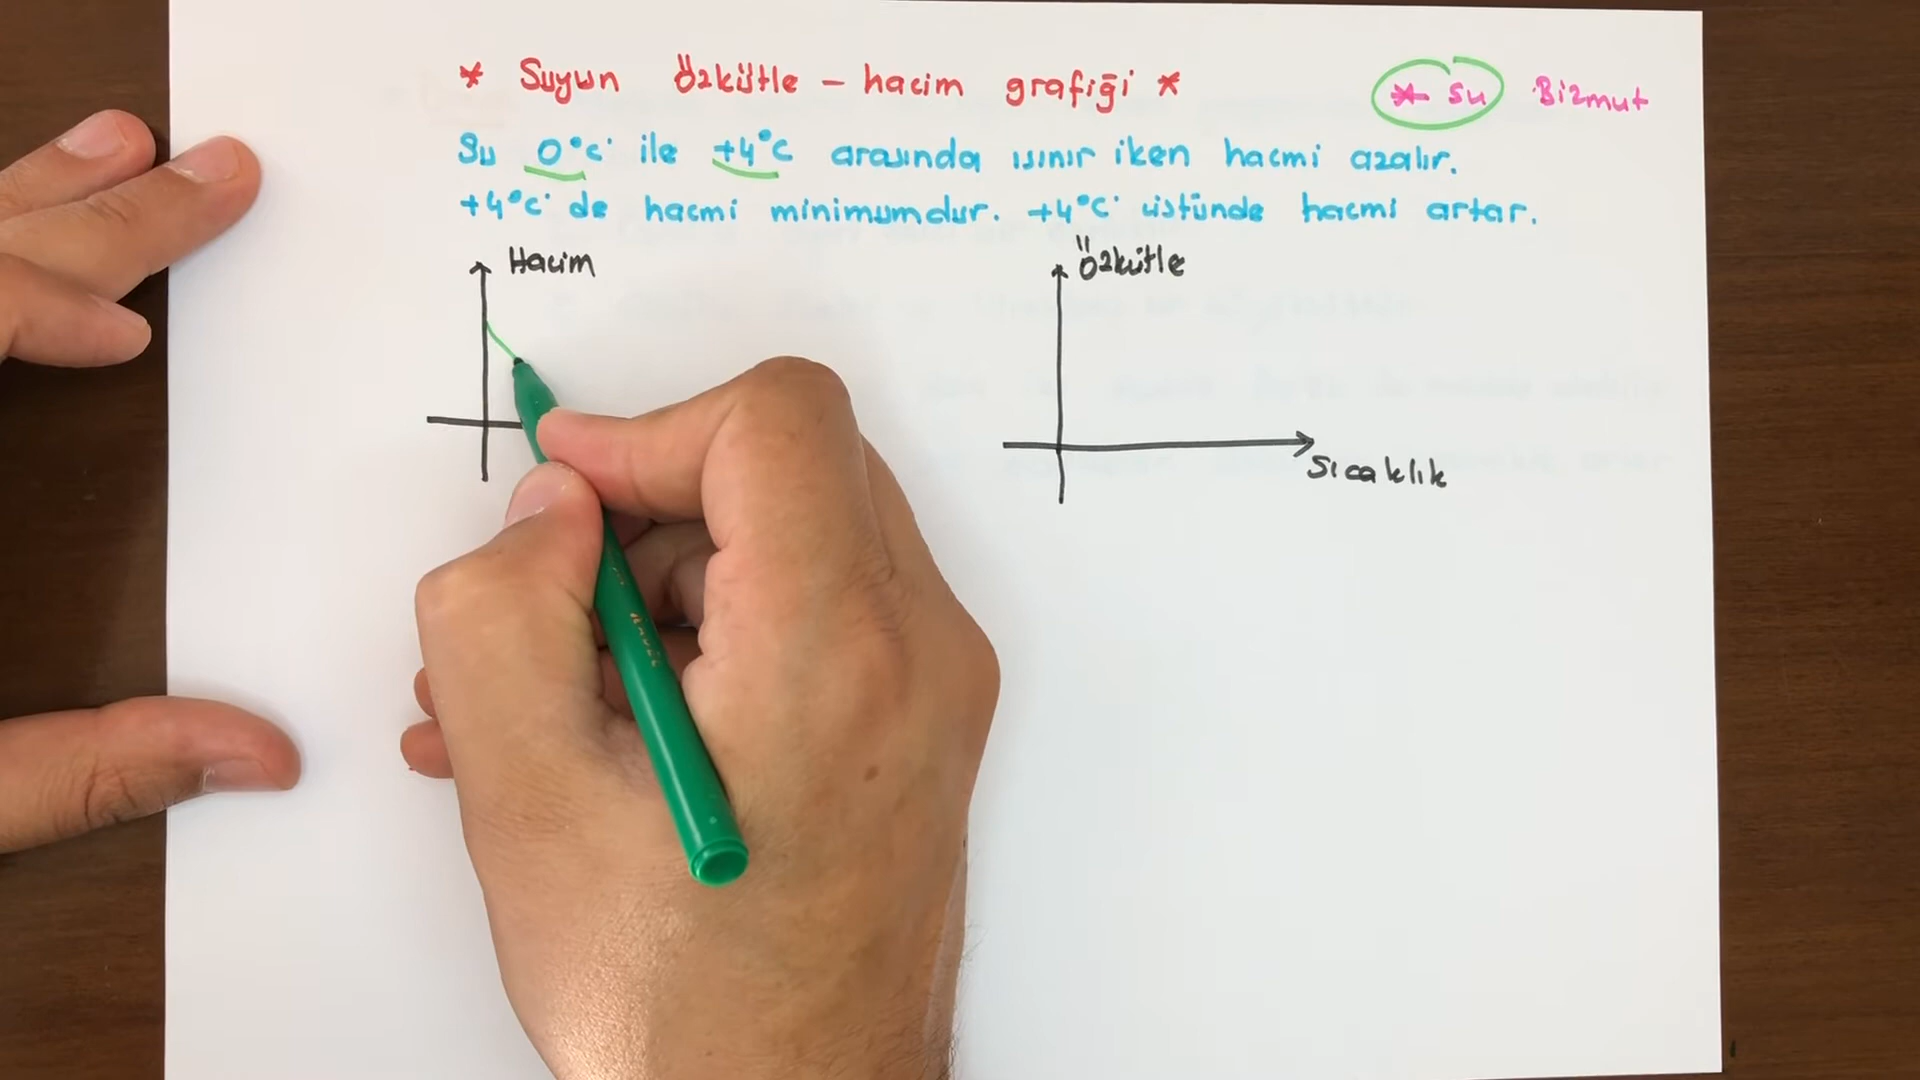 * Suyun Özkütle - hacim grafiği *
* Su Bizmut
Su 0°C ile +4°C arasında ısınır iken hacmi azalır.
+4°C de hacmi minimumdur. +4°C üstünde hacmi artar.
Hacim
Özkütle
Sıcaklık